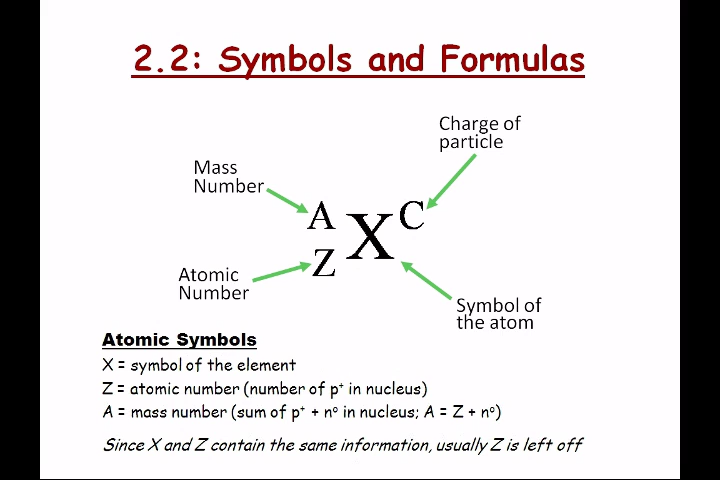 2.2: Symbols and Formulas
Charge of
particle
Mass
Number
A
X
C
Z
Atomic
Number
Symbol of
the atom
Atomic Symbols
X = symbol of the element
Z = atomic number (number of p⁺ in nucleus)
A = mass number (sum of p⁺ + n⁰ in nucleus; A = Z + n⁰)
Since X and Z contain the same information, usually Z is left off